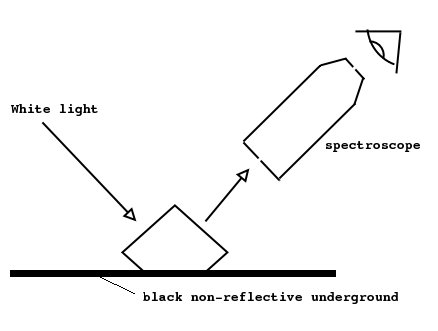 White light
spectroscope
black non-reflective underground